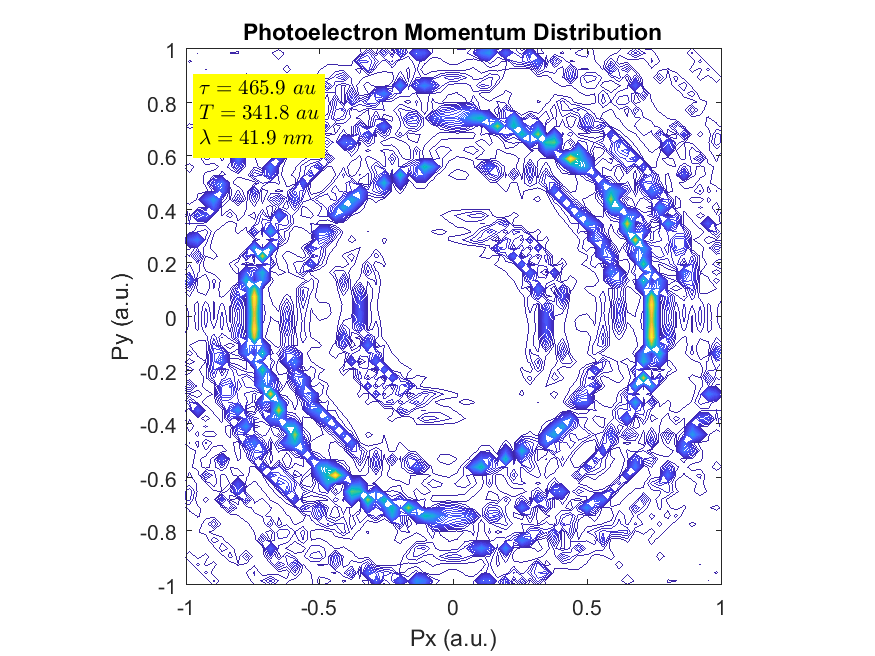 Photoelectron Momentum Distribution
τ = 465.9 au
T = 341.8 au
λ = 41.9 nm
1
0.8
0.6
0.4
0.2
0
-0.2
-0.4
-0.6
-0.8
-1
Py (a.u.)
-1 -0.5 0 0.5 1
Px (a.u.)